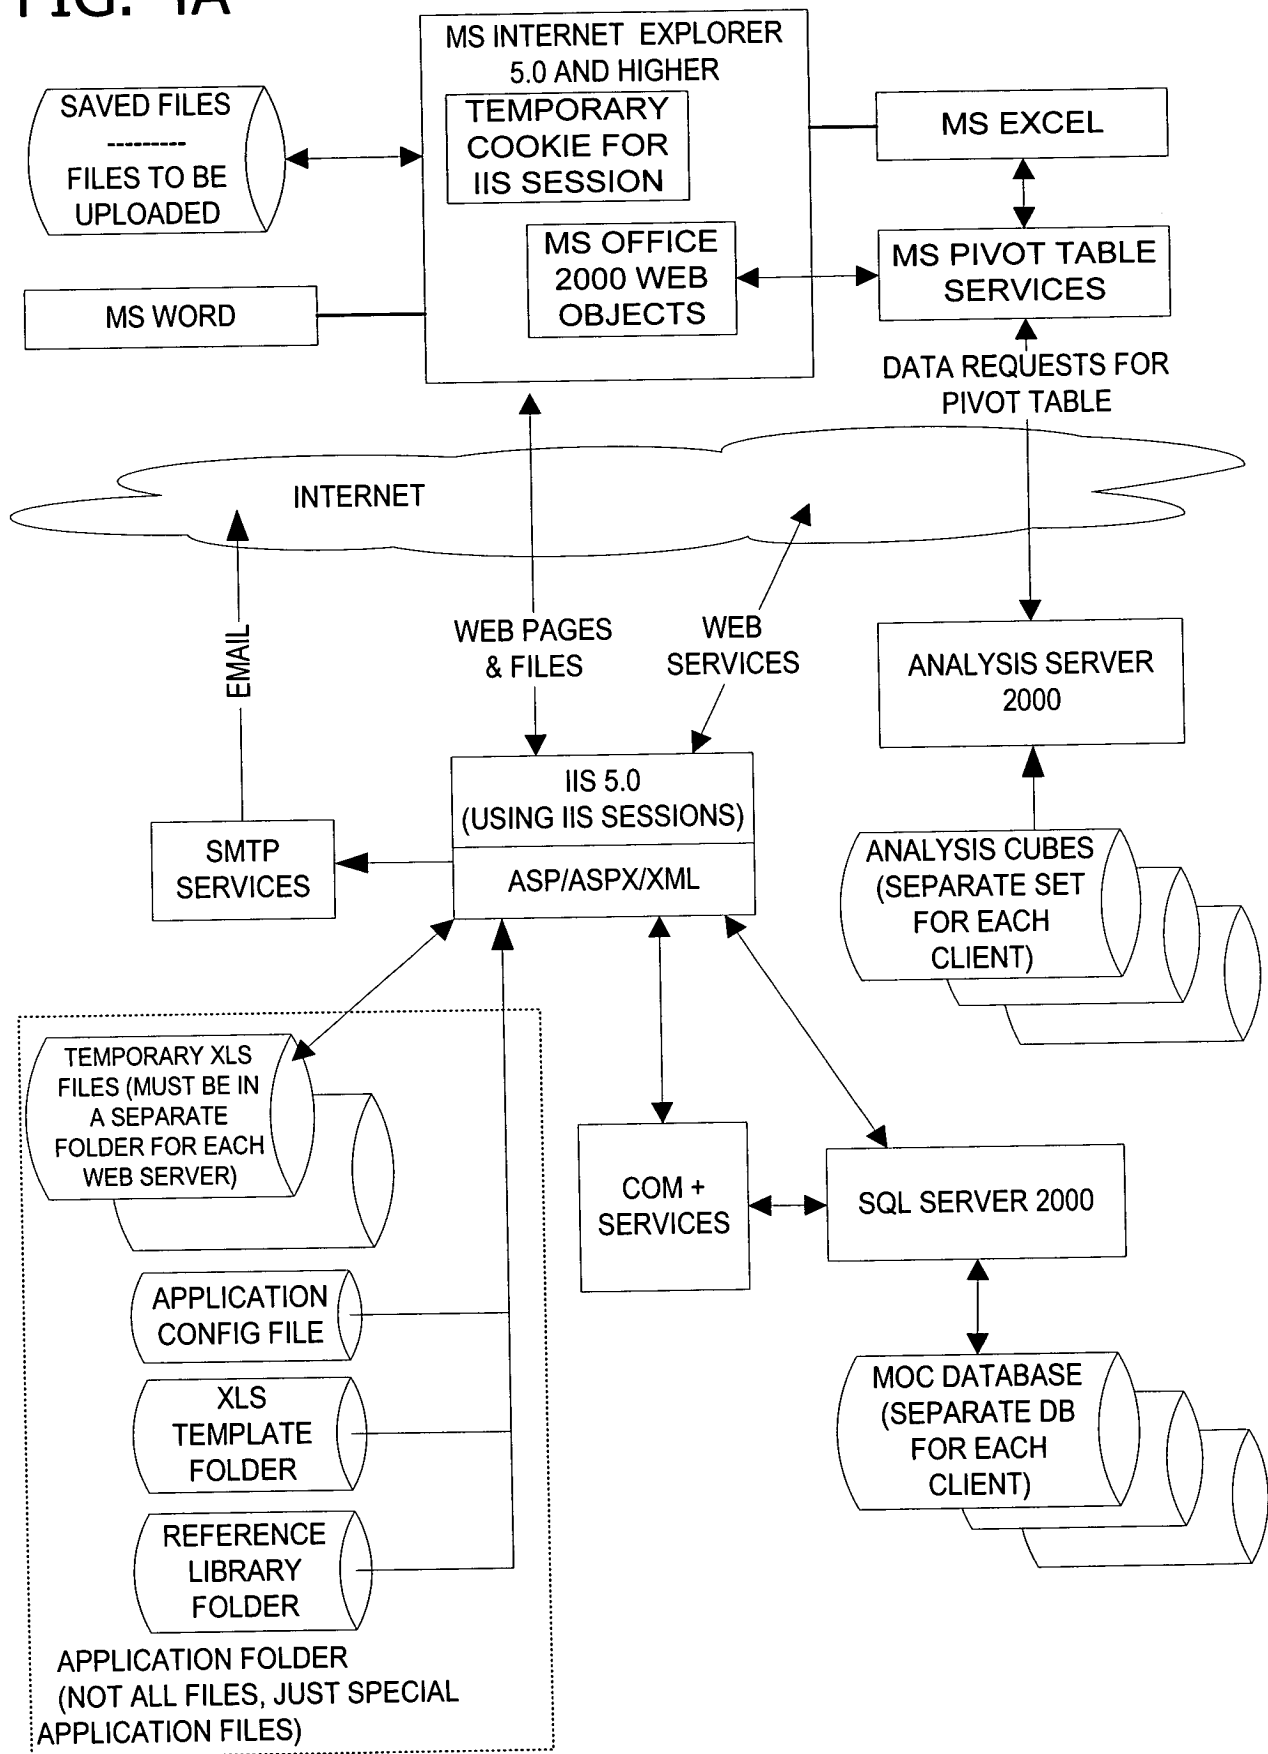 FIG. 4A
MS INTERNET EXPLORER
5.0 AND HIGHER
TEMPORARY
COOKIE FOR
IIS SESSION
MS OFFICE
2000 WEB
OBJECTS
SAVED FILES
---------
FILES TO BE
UPLOADED
MS WORD
MS EXCEL
MS PIVOT TABLE
SERVICES
DATA REQUESTS FOR
PIVOT TABLE
INTERNET
EMAIL
WEB PAGES
& FILES
WEB
SERVICES
ANALYSIS SERVER
2000
IIS 5.0
(USING IIS SESSIONS)
ASP/ASPX/XML
SMTP
SERVICES
ANALYSIS CUBES
(SEPARATE SET
FOR EACH
CLIENT)
TEMPORARY XLS
FILES (MUST BE IN
A SEPARATE
FOLDER FOR EACH
WEB SERVER)
COM +
SERVICES
SQL SERVER 2000
APPLICATION
CONFIG FILE
XLS
TEMPLATE
FOLDER
REFERENCE
LIBRARY
FOLDER
MOC DATABASE
(SEPARATE DB
FOR EACH
CLIENT)
APPLICATION FOLDER
(NOT ALL FILES, JUST SPECIAL
APPLICATION FILES)